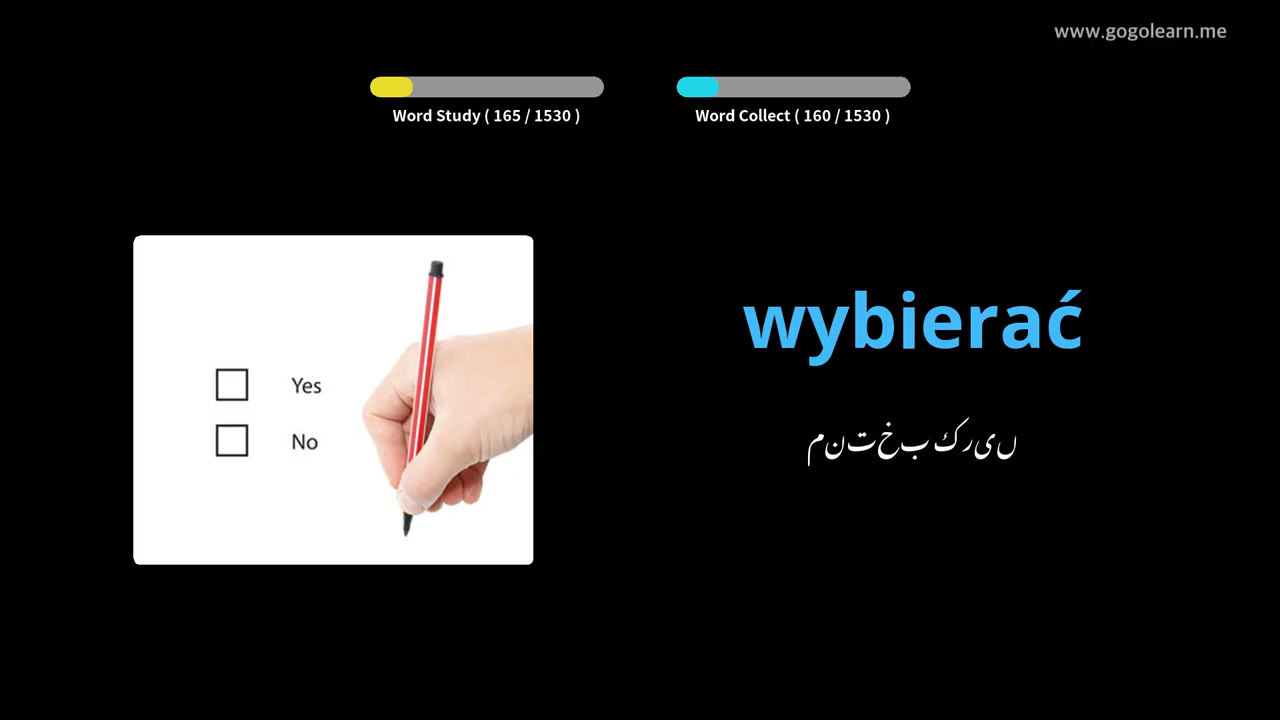 www.gogolearn.me
Word Study ( 165 / 1530 )
Word Collect ( 160 / 1530 )
Yes
No
wybierać
منتخب کریں